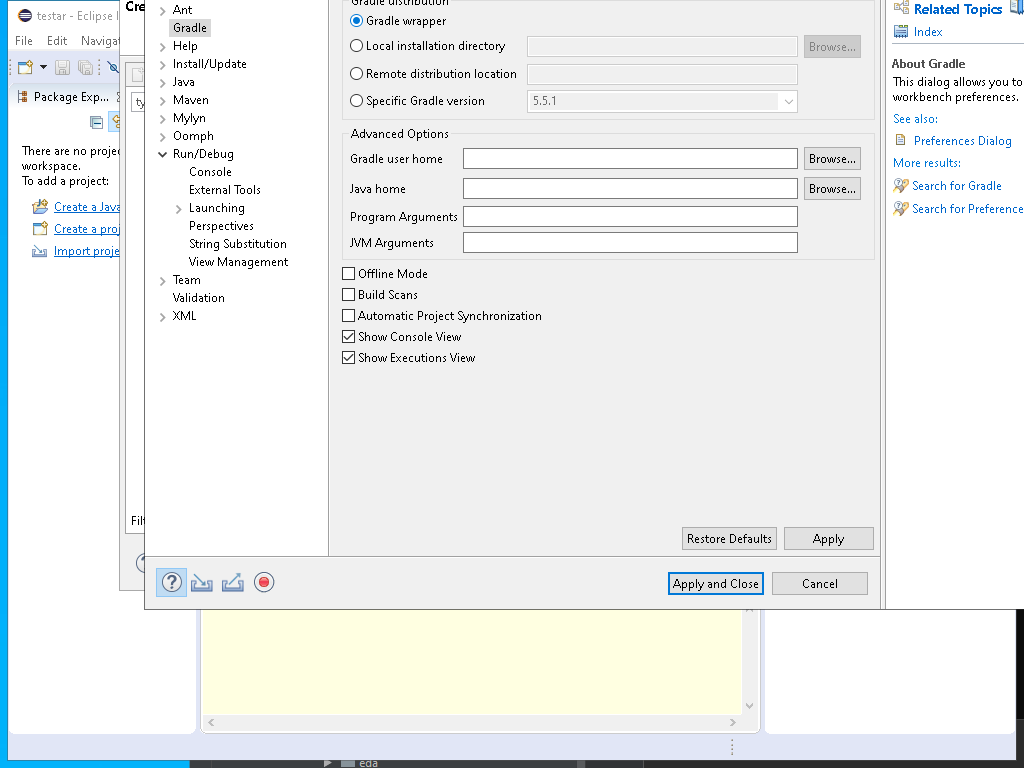 testar - Eclipse
File Edit Navigat
Package Exp...
There are no proje
workspace.
To add a project:
Create a Java
Create a proj
Import proje
Cre
ty
Filt
Ant
Gradle
Help
Install/Update
Java
Maven
Mylyn
Oomph
Run/Debug
Console
External Tools
Launching
Perspectives
String Substitution
View Management
Team
Validation
XML
Gradle distribution
Gradle wrapper
Local installation directory Browse...
Remote distribution location
Specific Gradle version 5.5.1
Advanced Options
Gradle user home Browse...
Java home Browse...
Program Arguments
JVM Arguments
Offline Mode
Build Scans
Automatic Project Synchronization
Show Console View
Show Executions View
Restore Defaults Apply
Apply and Close Cancel
Related Topics
Index
About Gradle
This dialog allows you to
workbench preferences.
See also:
Preferences Dialog
More results:
Search for Gradle
Search for Preference
eda